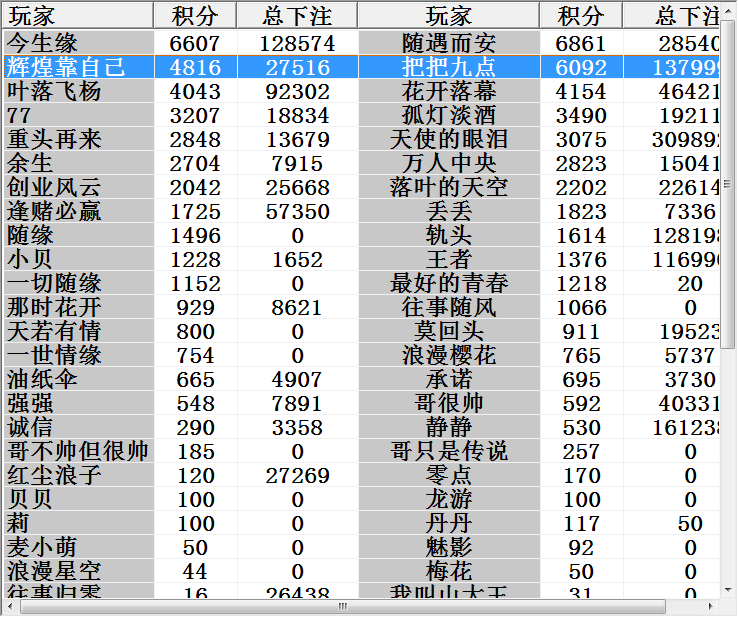 玩家 积分 总下注 玩家 积分 总下注
今生缘 6607 128574 随遇而安 6861 28540
辉煌靠自己 4816 27516 把把九点 6092 137999
叶落飞杨 4043 92302 花开落幕 4154 46421
77 3207 18834 孤灯淡酒 3490 19211
重头再来 2848 13679 天使的眼泪 3075 309892
余生 2704 7915 万人中央 2823 15041
创业风云 2042 25668 落叶的天空 2202 22614
逢赌必赢 1725 57350 丢丢 1823 7336
随缘 1496 0 轨头 1614 128198
小贝 1228 1652 王者 1376 116996
一切随缘 1152 0 最好的青春 1218 20
那时花开 929 8621 往事随风 1066 0
天若有情 800 0 莫回头 911 19523
一世情缘 754 0 浪漫樱花 765 5737
油纸伞 665 4907 承诺 695 3730
强强 548 7891 哥很帅 592 40331
诚信 290 3358 静静 530 161238
哥不帅但很帅 185 0 哥只是传说 257 0
红尘浪子 120 27269 零点 170 0
贝贝 100 0 龙游 100 0
莉 100 0 丹丹 117 50
麦小萌 50 0 魅影 92 0
浪漫星空 44 0 梅花 50 0
往事归零 16 26438 我叫山大王 31 0